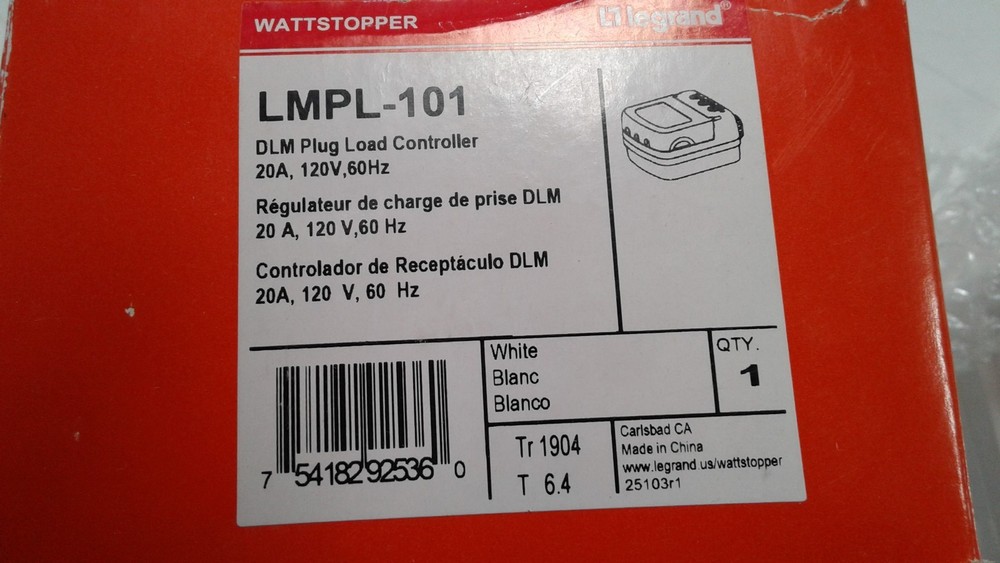 WATTSTOPPER
legrand®
LMPL-101
DLM Plug Load Controller
20A, 120V,60Hz
Régulateur de charge de prise DLM
20 A, 120 V,60 Hz
Controlador de Receptáculo DLM
20A, 120 V, 60 Hz
7 54182 92536 0
White
Blanc
Blanco
QTY.
1
Tr 1904
T 6.4
Carlsbad CA
Made in China
www.legrand.us/wattstopper
25103r1